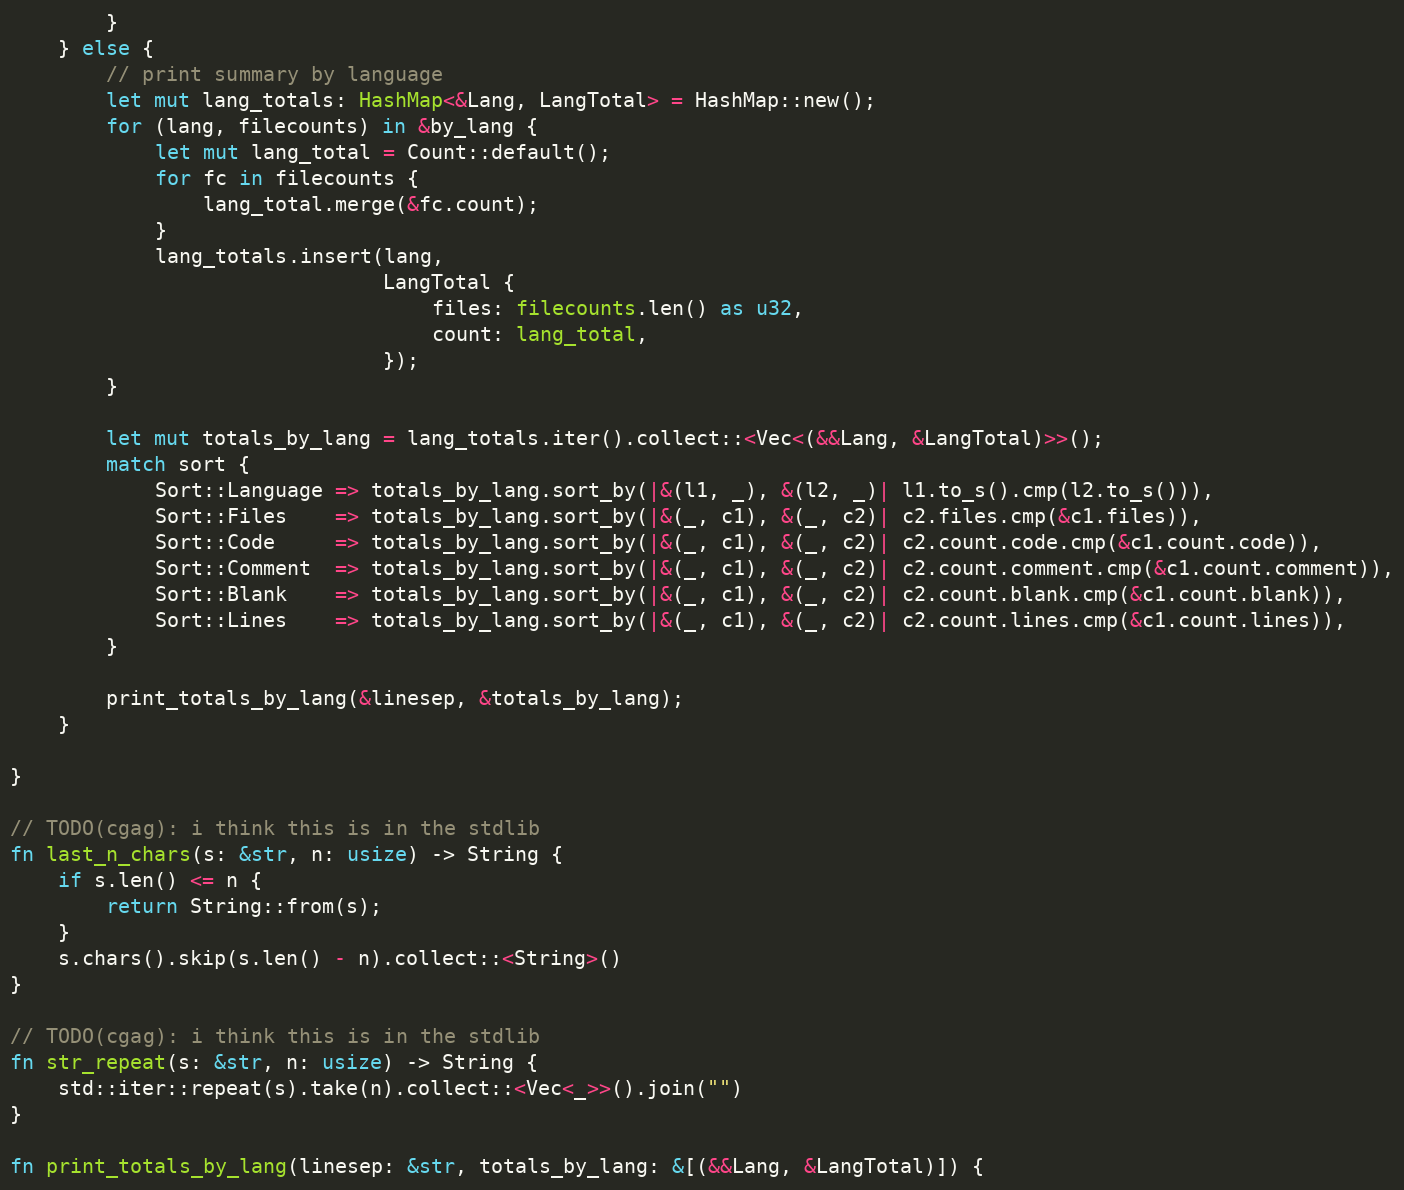 }
    } else {
        // print summary by language
        let mut lang_totals: HashMap<&Lang, LangTotal> = HashMap::new();
        for (lang, filecounts) in &by_lang {
            let mut lang_total = Count::default();
            for fc in filecounts {
                lang_total.merge(&fc.count);
            }
            lang_totals.insert(lang,
                               LangTotal {
                                   files: filecounts.len() as u32,
                                   count: lang_total,
                               });
        }

        let mut totals_by_lang = lang_totals.iter().collect::<Vec<(&&Lang, &LangTotal)>>();
        match sort {
            Sort::Language => totals_by_lang.sort_by(|&(l1, _), &(l2, _)| l1.to_s().cmp(l2.to_s())),
            Sort::Files    => totals_by_lang.sort_by(|&(_, c1), &(_, c2)| c2.files.cmp(&c1.files)),
            Sort::Code     => totals_by_lang.sort_by(|&(_, c1), &(_, c2)| c2.count.code.cmp(&c1.count.code)),
            Sort::Comment  => totals_by_lang.sort_by(|&(_, c1), &(_, c2)| c2.count.comment.cmp(&c1.count.comment)),
            Sort::Blank    => totals_by_lang.sort_by(|&(_, c1), &(_, c2)| c2.count.blank.cmp(&c1.count.blank)),
            Sort::Lines    => totals_by_lang.sort_by(|&(_, c1), &(_, c2)| c2.count.lines.cmp(&c1.count.lines)),
        }

        print_totals_by_lang(&linesep, &totals_by_lang);
    }

}

// TODO(cgag): i think this is in the stdlib
fn last_n_chars(s: &str, n: usize) -> String {
    if s.len() <= n {
        return String::from(s);
    }
    s.chars().skip(s.len() - n).collect::<String>()
}

// TODO(cgag): i think this is in the stdlib
fn str_repeat(s: &str, n: usize) -> String {
    std::iter::repeat(s).take(n).collect::<Vec<_>>().join("")
}

fn print_totals_by_lang(linesep: &str, totals_by_lang: &[(&&Lang, &LangTotal)]) {